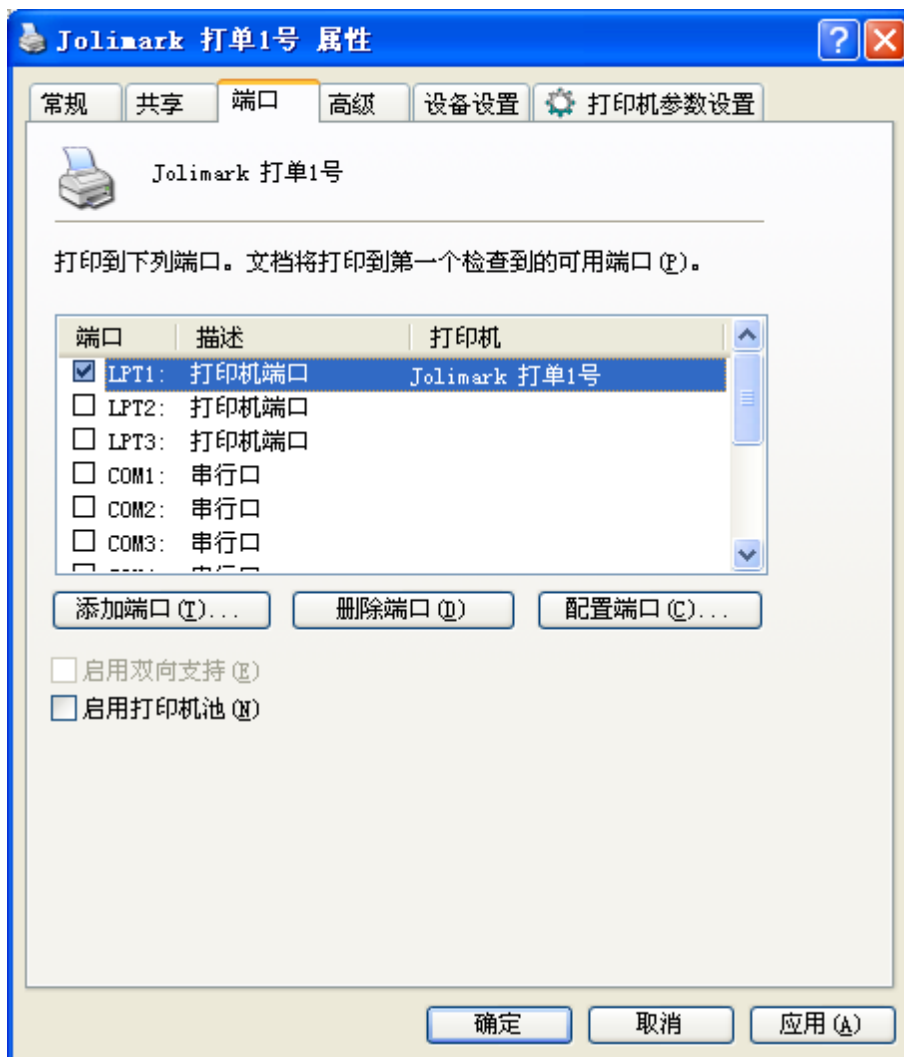 Jolimark 打单1号 属性
常规 共享 端口 高级 设备设置 打印机参数设置
Jolimark 打单1号
打印到下列端口。文档将打印到第一个检查到的可用端口(P)。
端口 描述 打印机
LPT1: 打印机端口 Jolimark 打单1号
LPT2: 打印机端口
LPT3: 打印机端口
COM1: 串行口
COM2: 串行口
COM3: 串行口
添加端口(T)... 删除端口(D) 配置端口(C)...
启用双向支持(E)
启用打印机池(N)
确定 取消 应用(A)